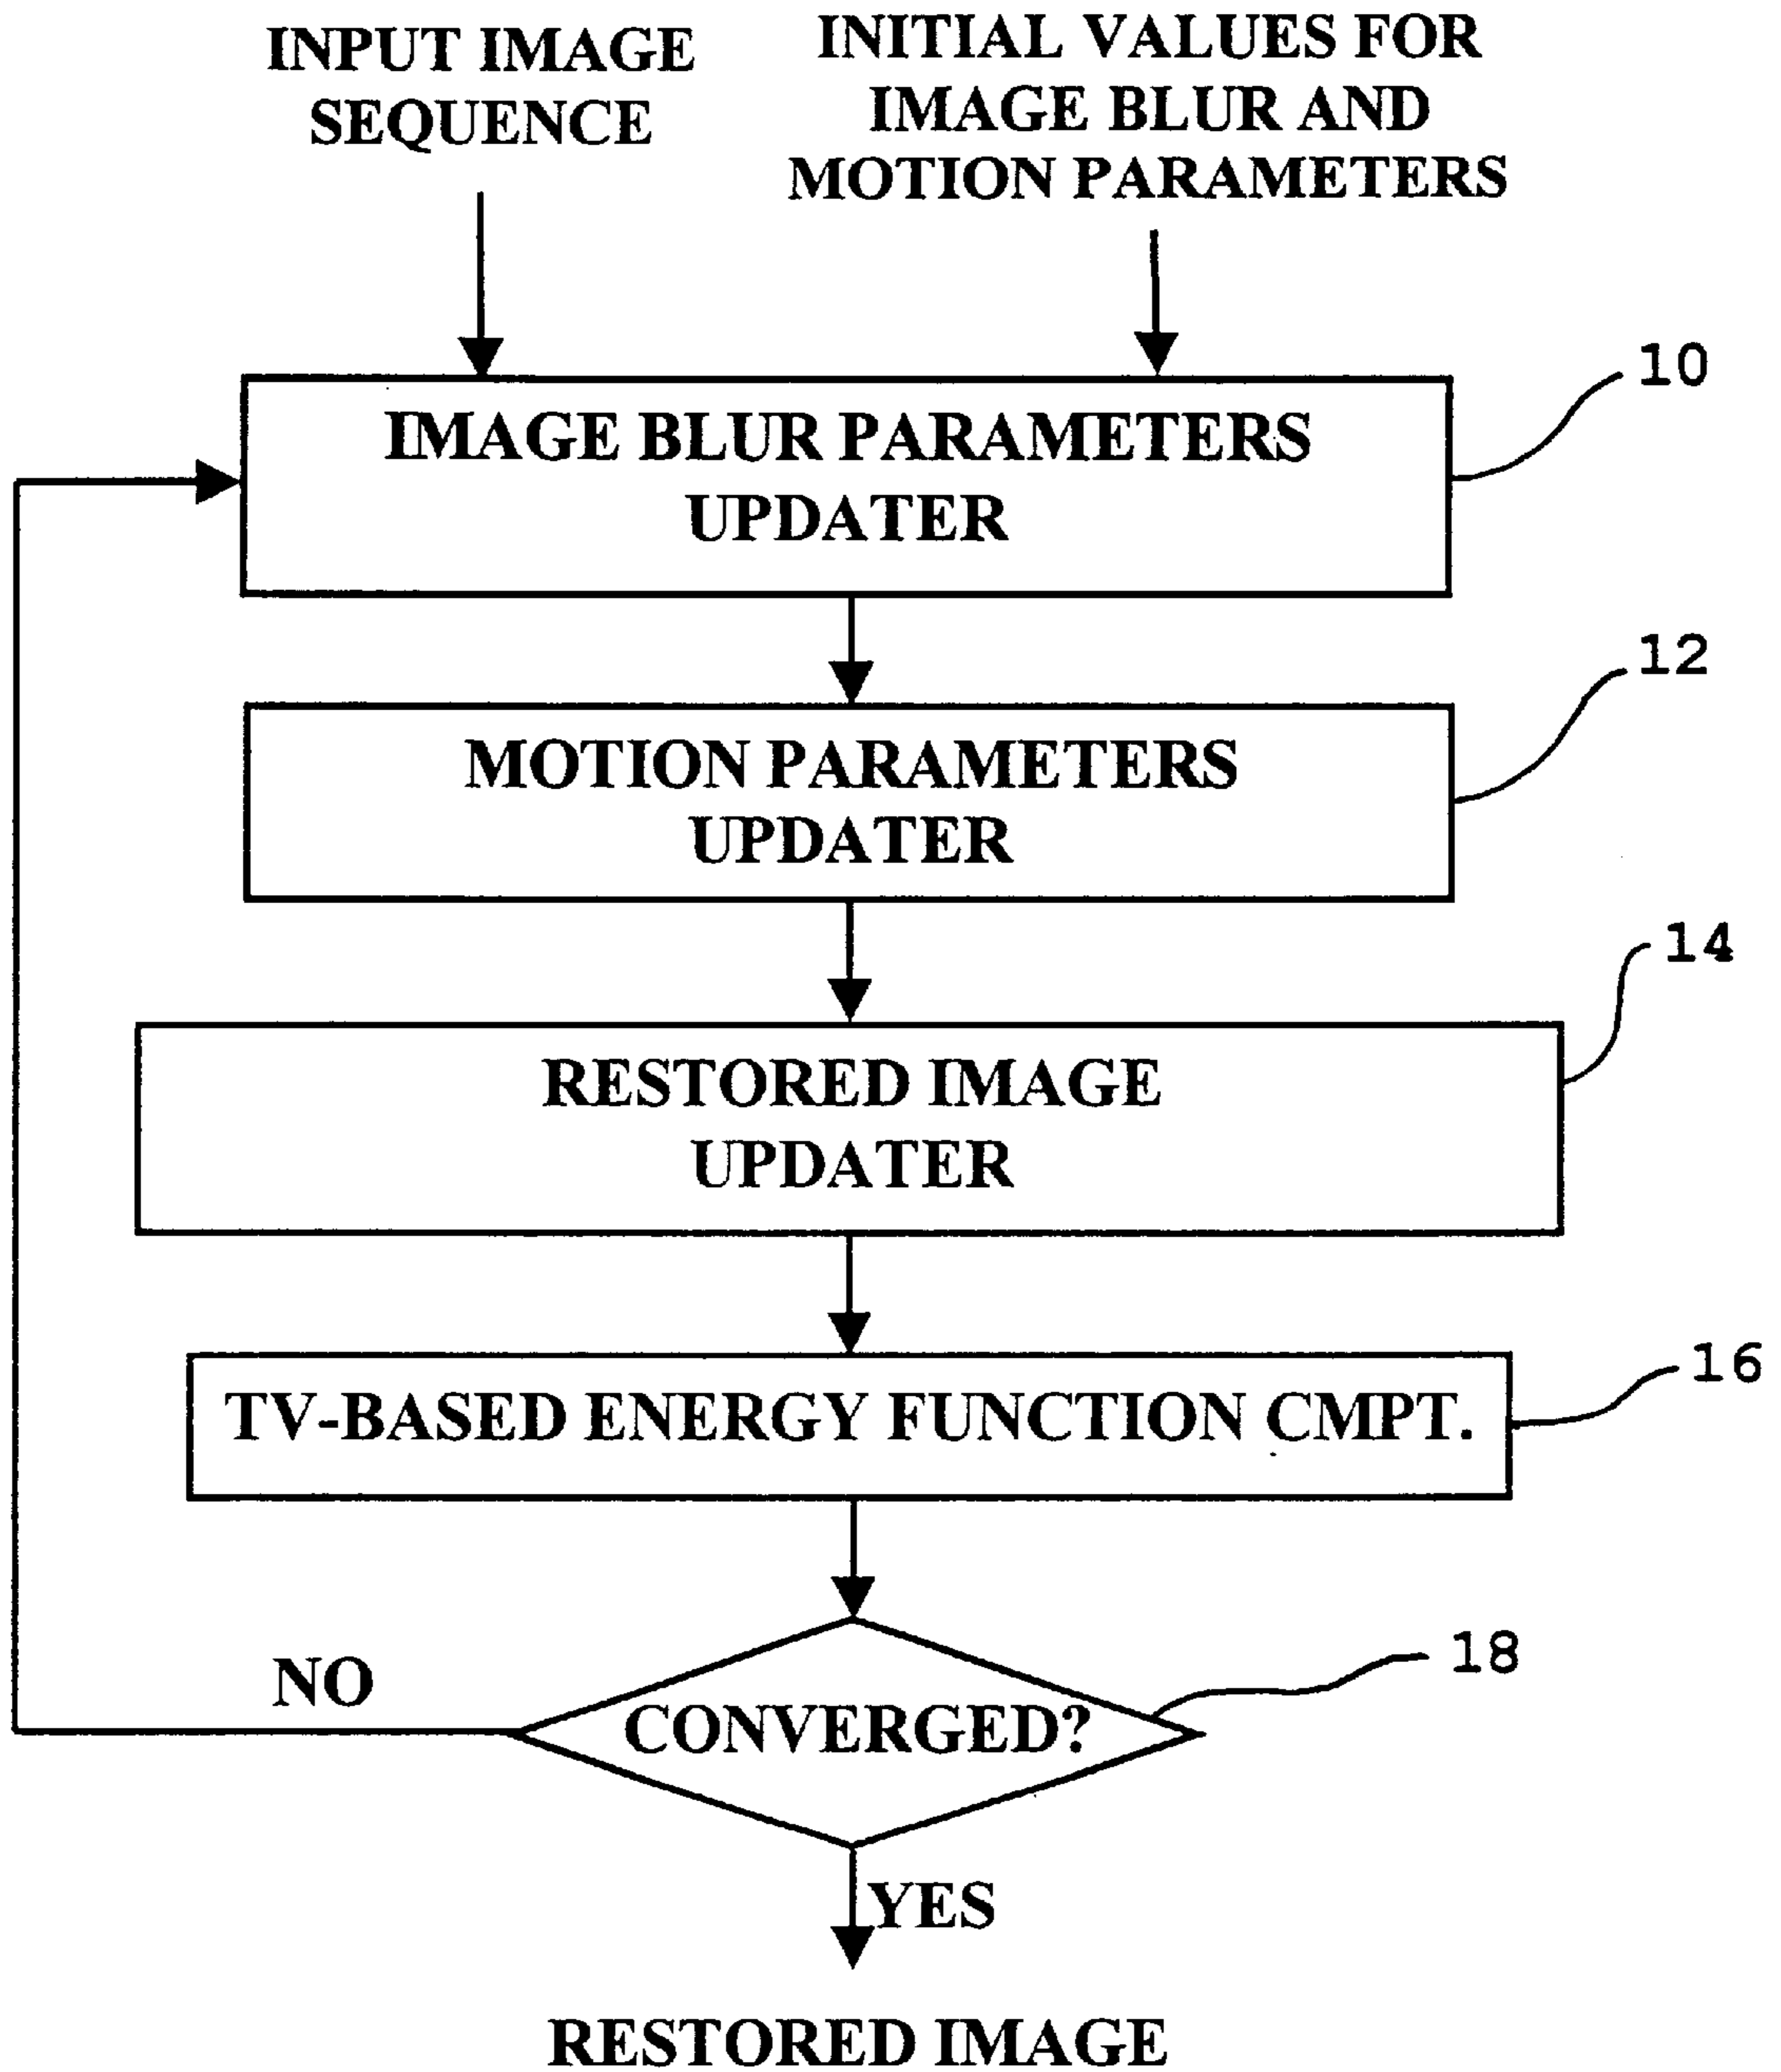 INPUT IMAGE
SEQUENCE
INITIAL VALUES FOR
IMAGE BLUR AND
MOTION PARAMETERS
10
IMAGE BLUR PARAMETERS
UPDATER
12
MOTION PARAMETERS
UPDATER
14
RESTORED IMAGE
UPDATER
16
TV-BASED ENERGY FUNCTION CMPT.
18
NO
CONVERGED?
YES
RESTORED IMAGE